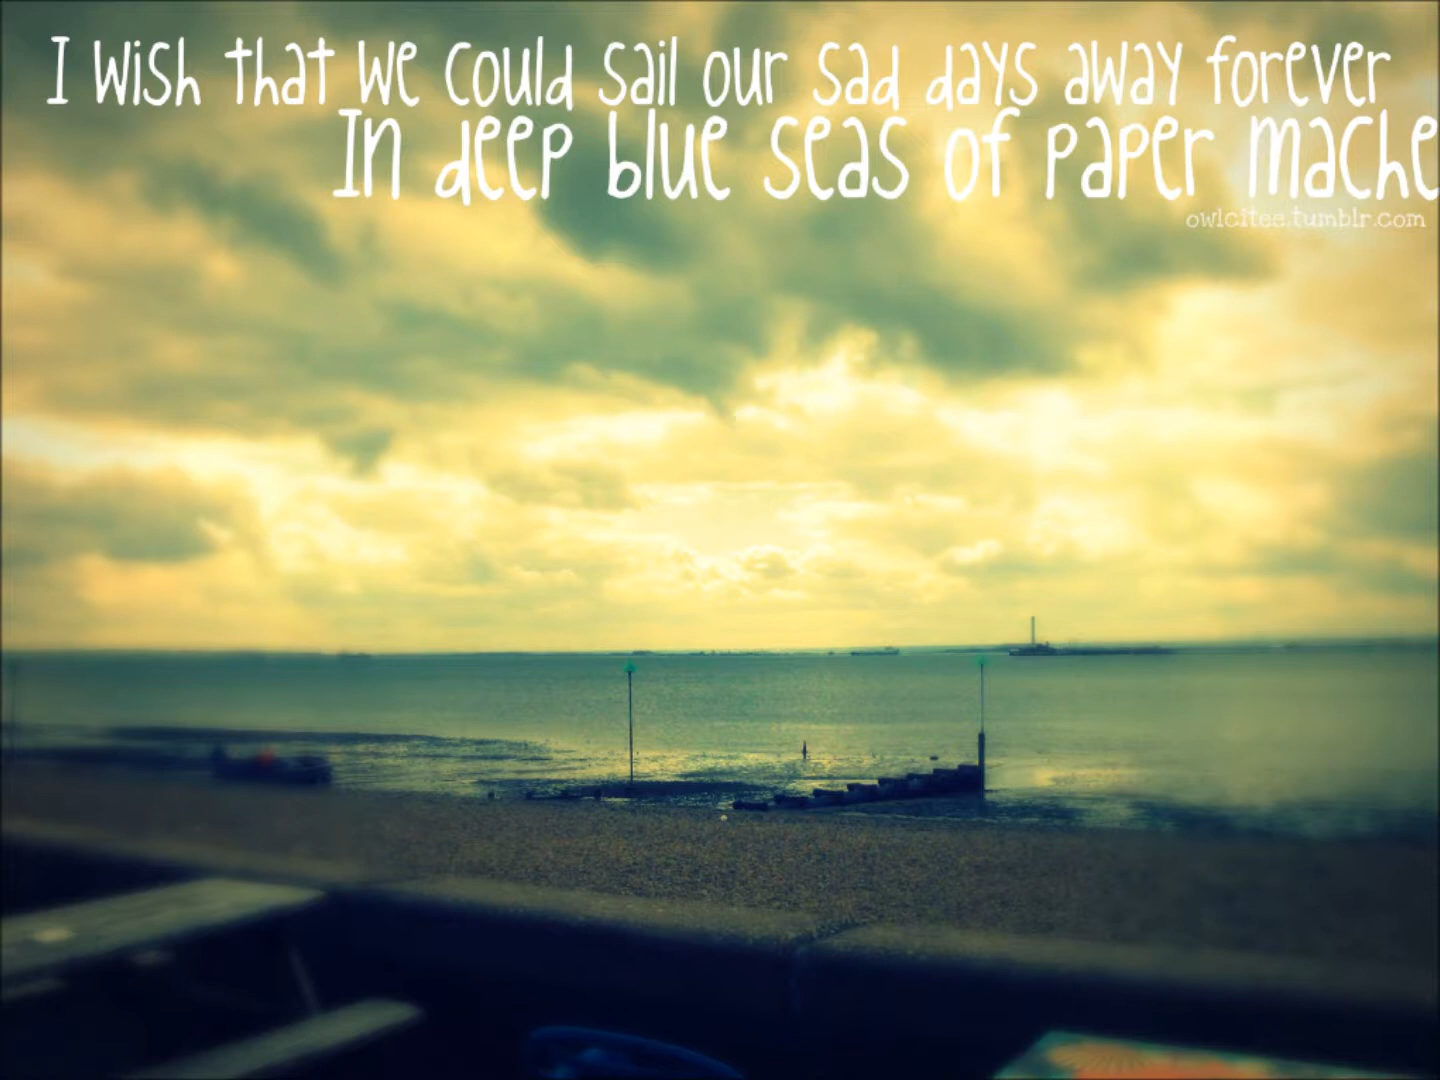 I wish that we could sail our sad days away forever
In deep blue seas of paper mache
owlcitee.tumblr.com